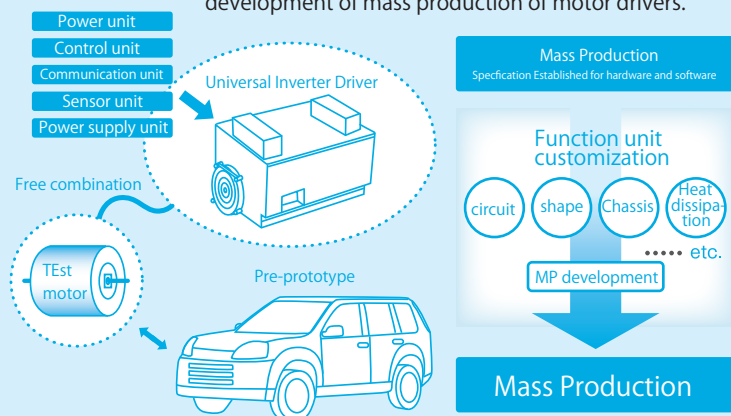 development of mass production of motor drivers.
Power unit
Control unit
Communication unit
Sensor unit
Power supply unit
Universal Inverter Driver
Free combination
TEst
motor
Pre-prototype
Mass Production
Specfication Established for hardware and software
Function unit
customization
circuit
shape
Chassis
Heat
dissipa-
tion
..... etc.
MP development
Mass Production